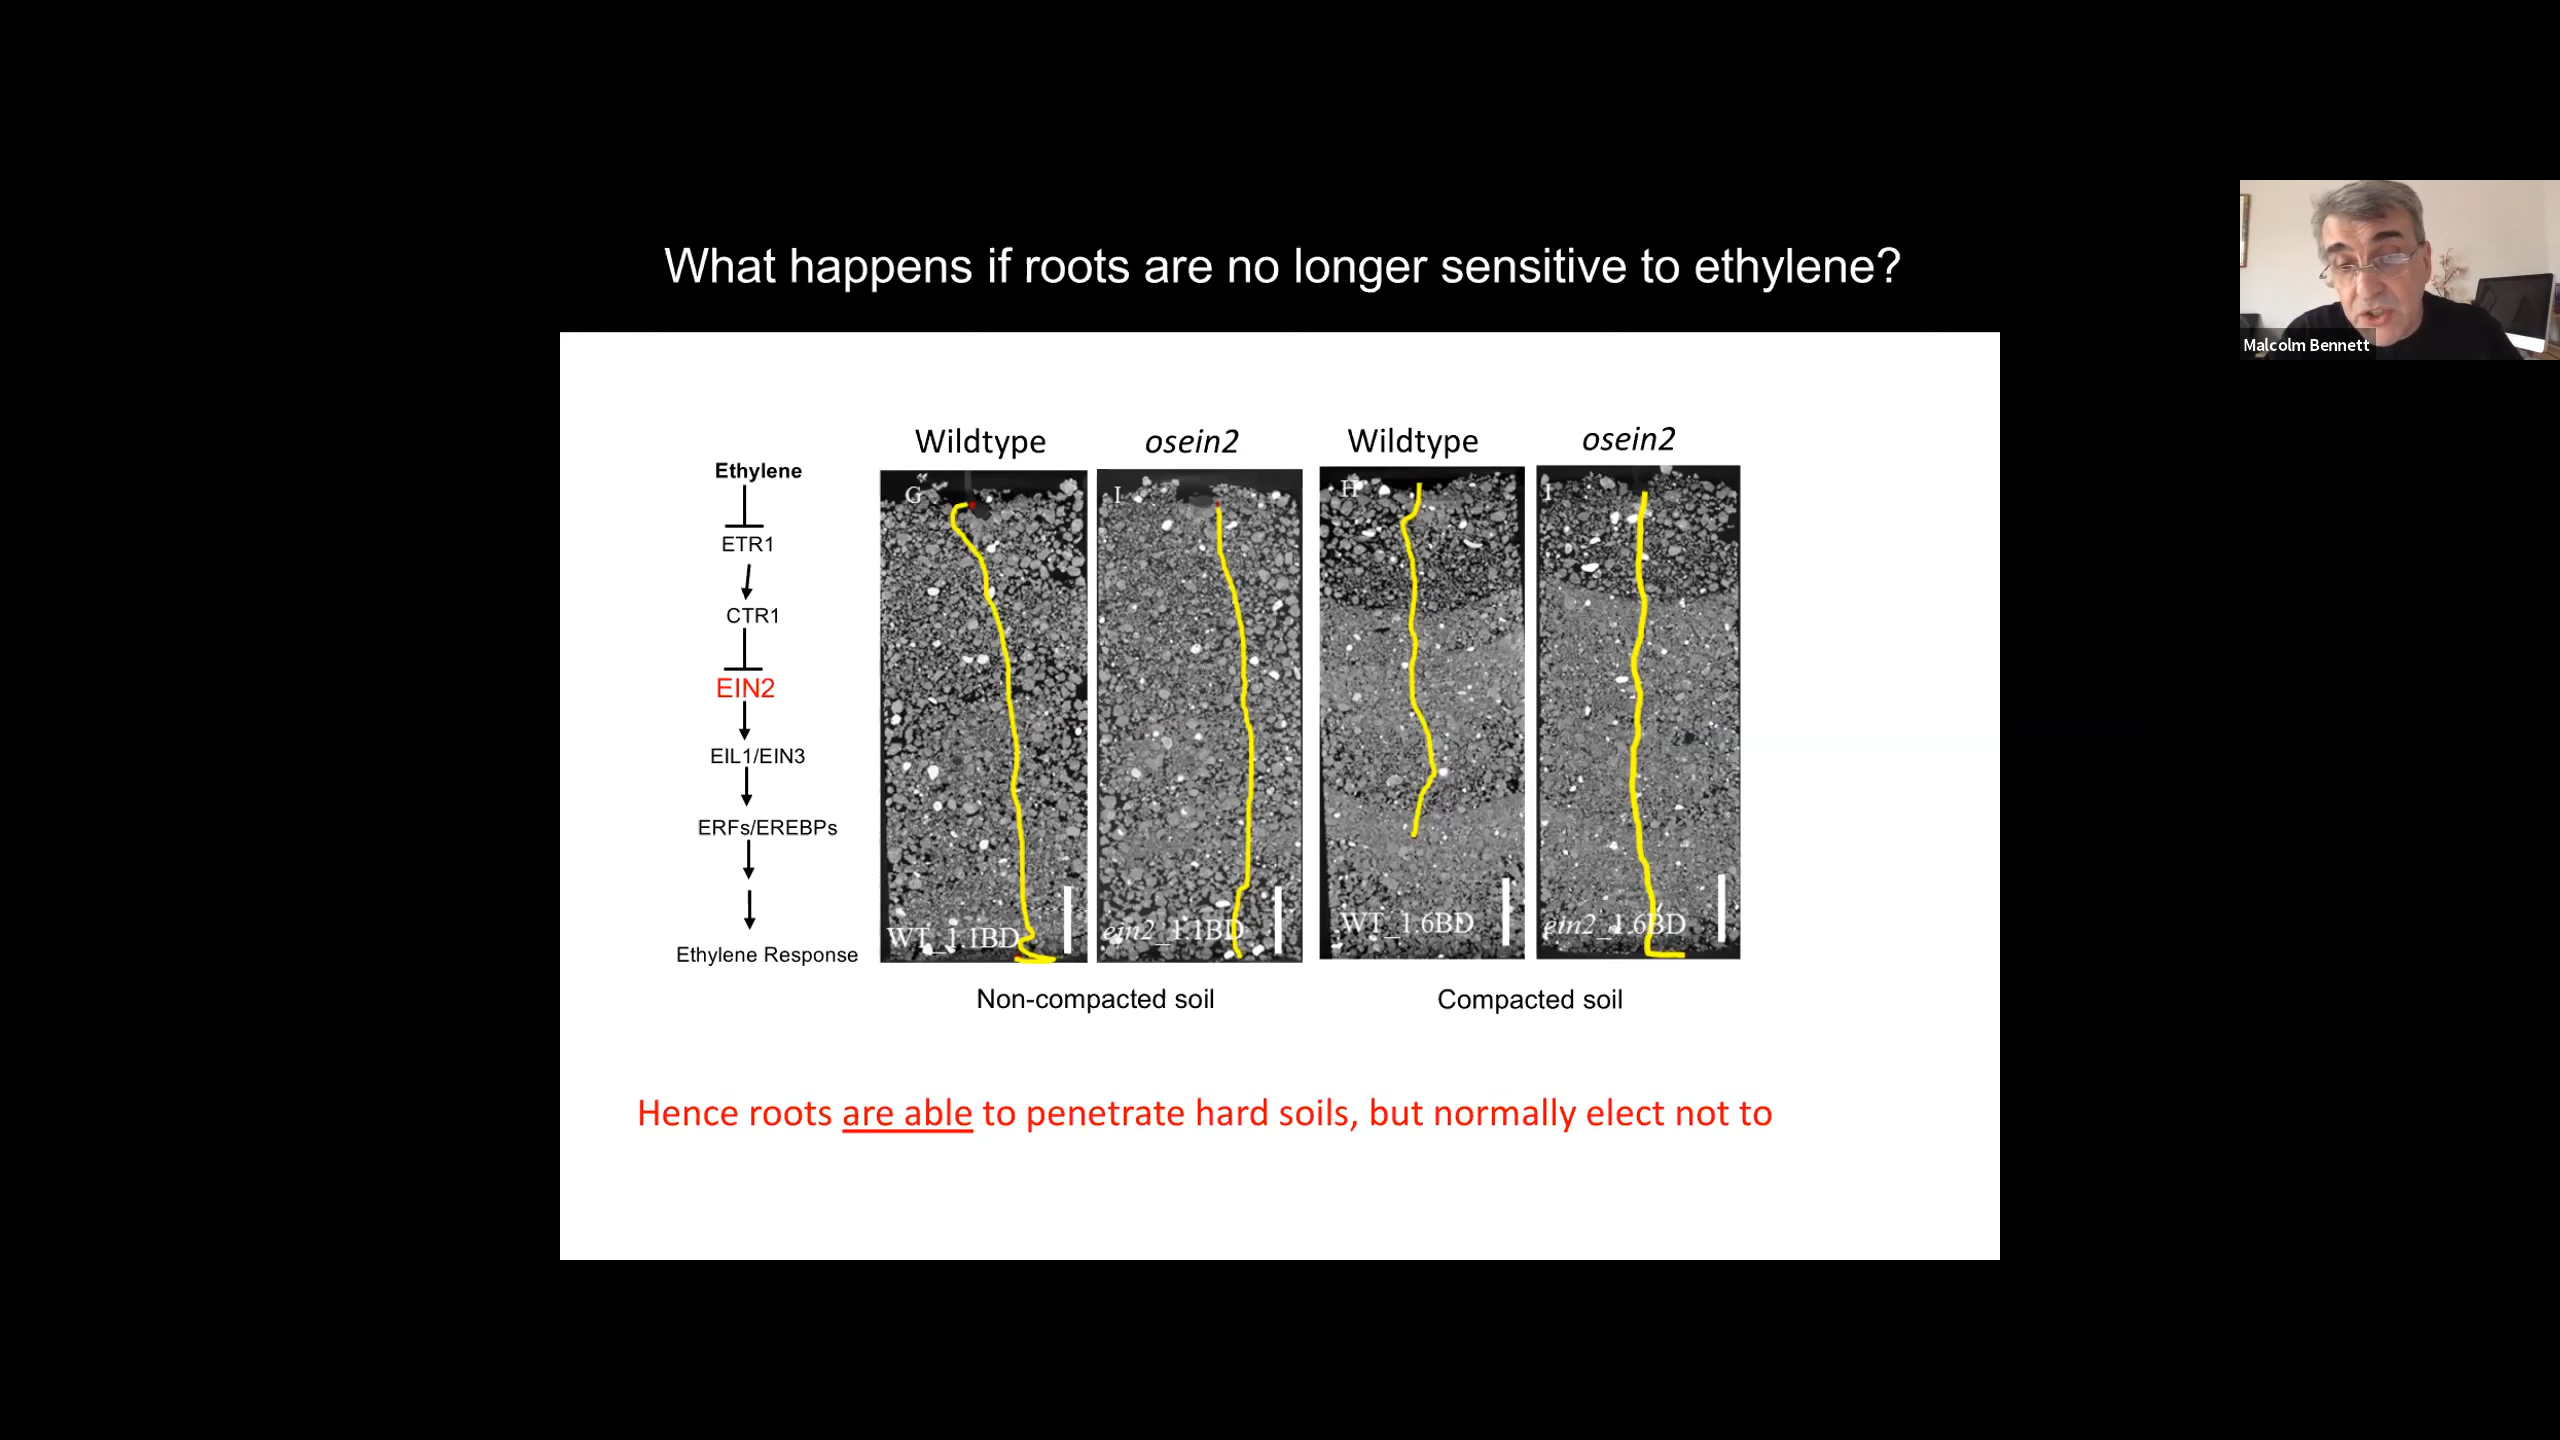 What happens if roots are no longer sensitive to ethylene?
Malcolm Bennett
Wildtype
osein2
Wildtype
osein2
Ethylene
ETR1
CTR1
EIN2
EIL1/EIN3
ERFs/EREBPs
Ethylene Response
G
I
H
I
WT_1.1BD
ein2_1.1BD
WT_1.6BD
ein2_1.6BD
Non-compacted soil
Compacted soil
Hence roots are able to penetrate hard soils, but normally elect not to